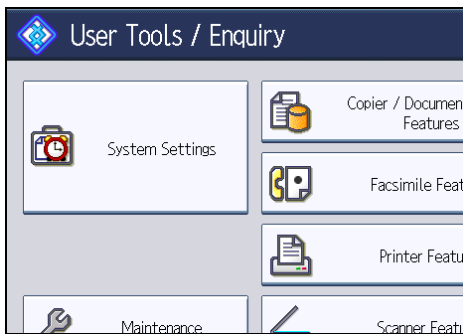 User Tools / Enquiry
System Settings
Copier / Documen
Features
Facsimile Feat
Printer Featu
Maintenance
Scanner Featu